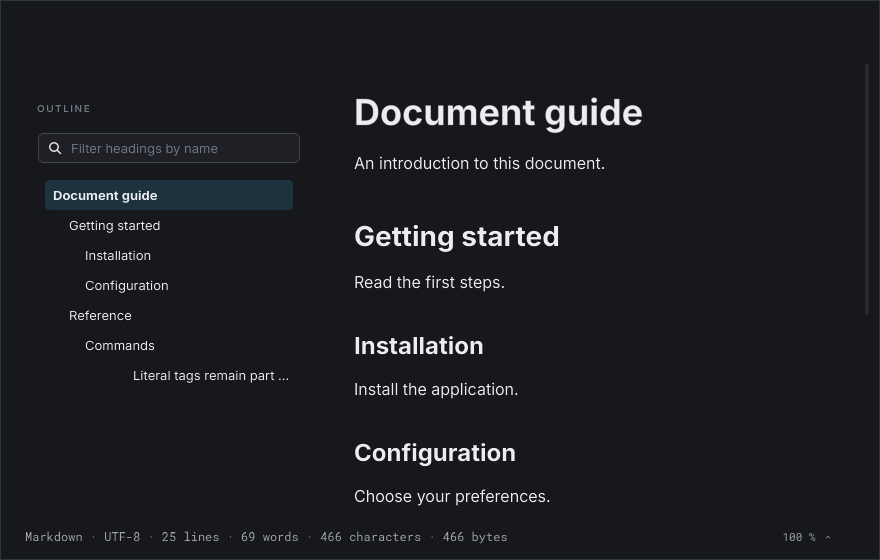 OUTLINE
Filter headings by name
Document guide
Getting started
Installation
Configuration
Reference
Commands
Literal tags remain part ...
Document guide
An introduction to this document.
Getting started
Read the first steps.
Installation
Install the application.
Configuration
Choose your preferences.
Markdown · UTF-8 · 25 lines · 69 words · 466 characters · 466 bytes
100 %